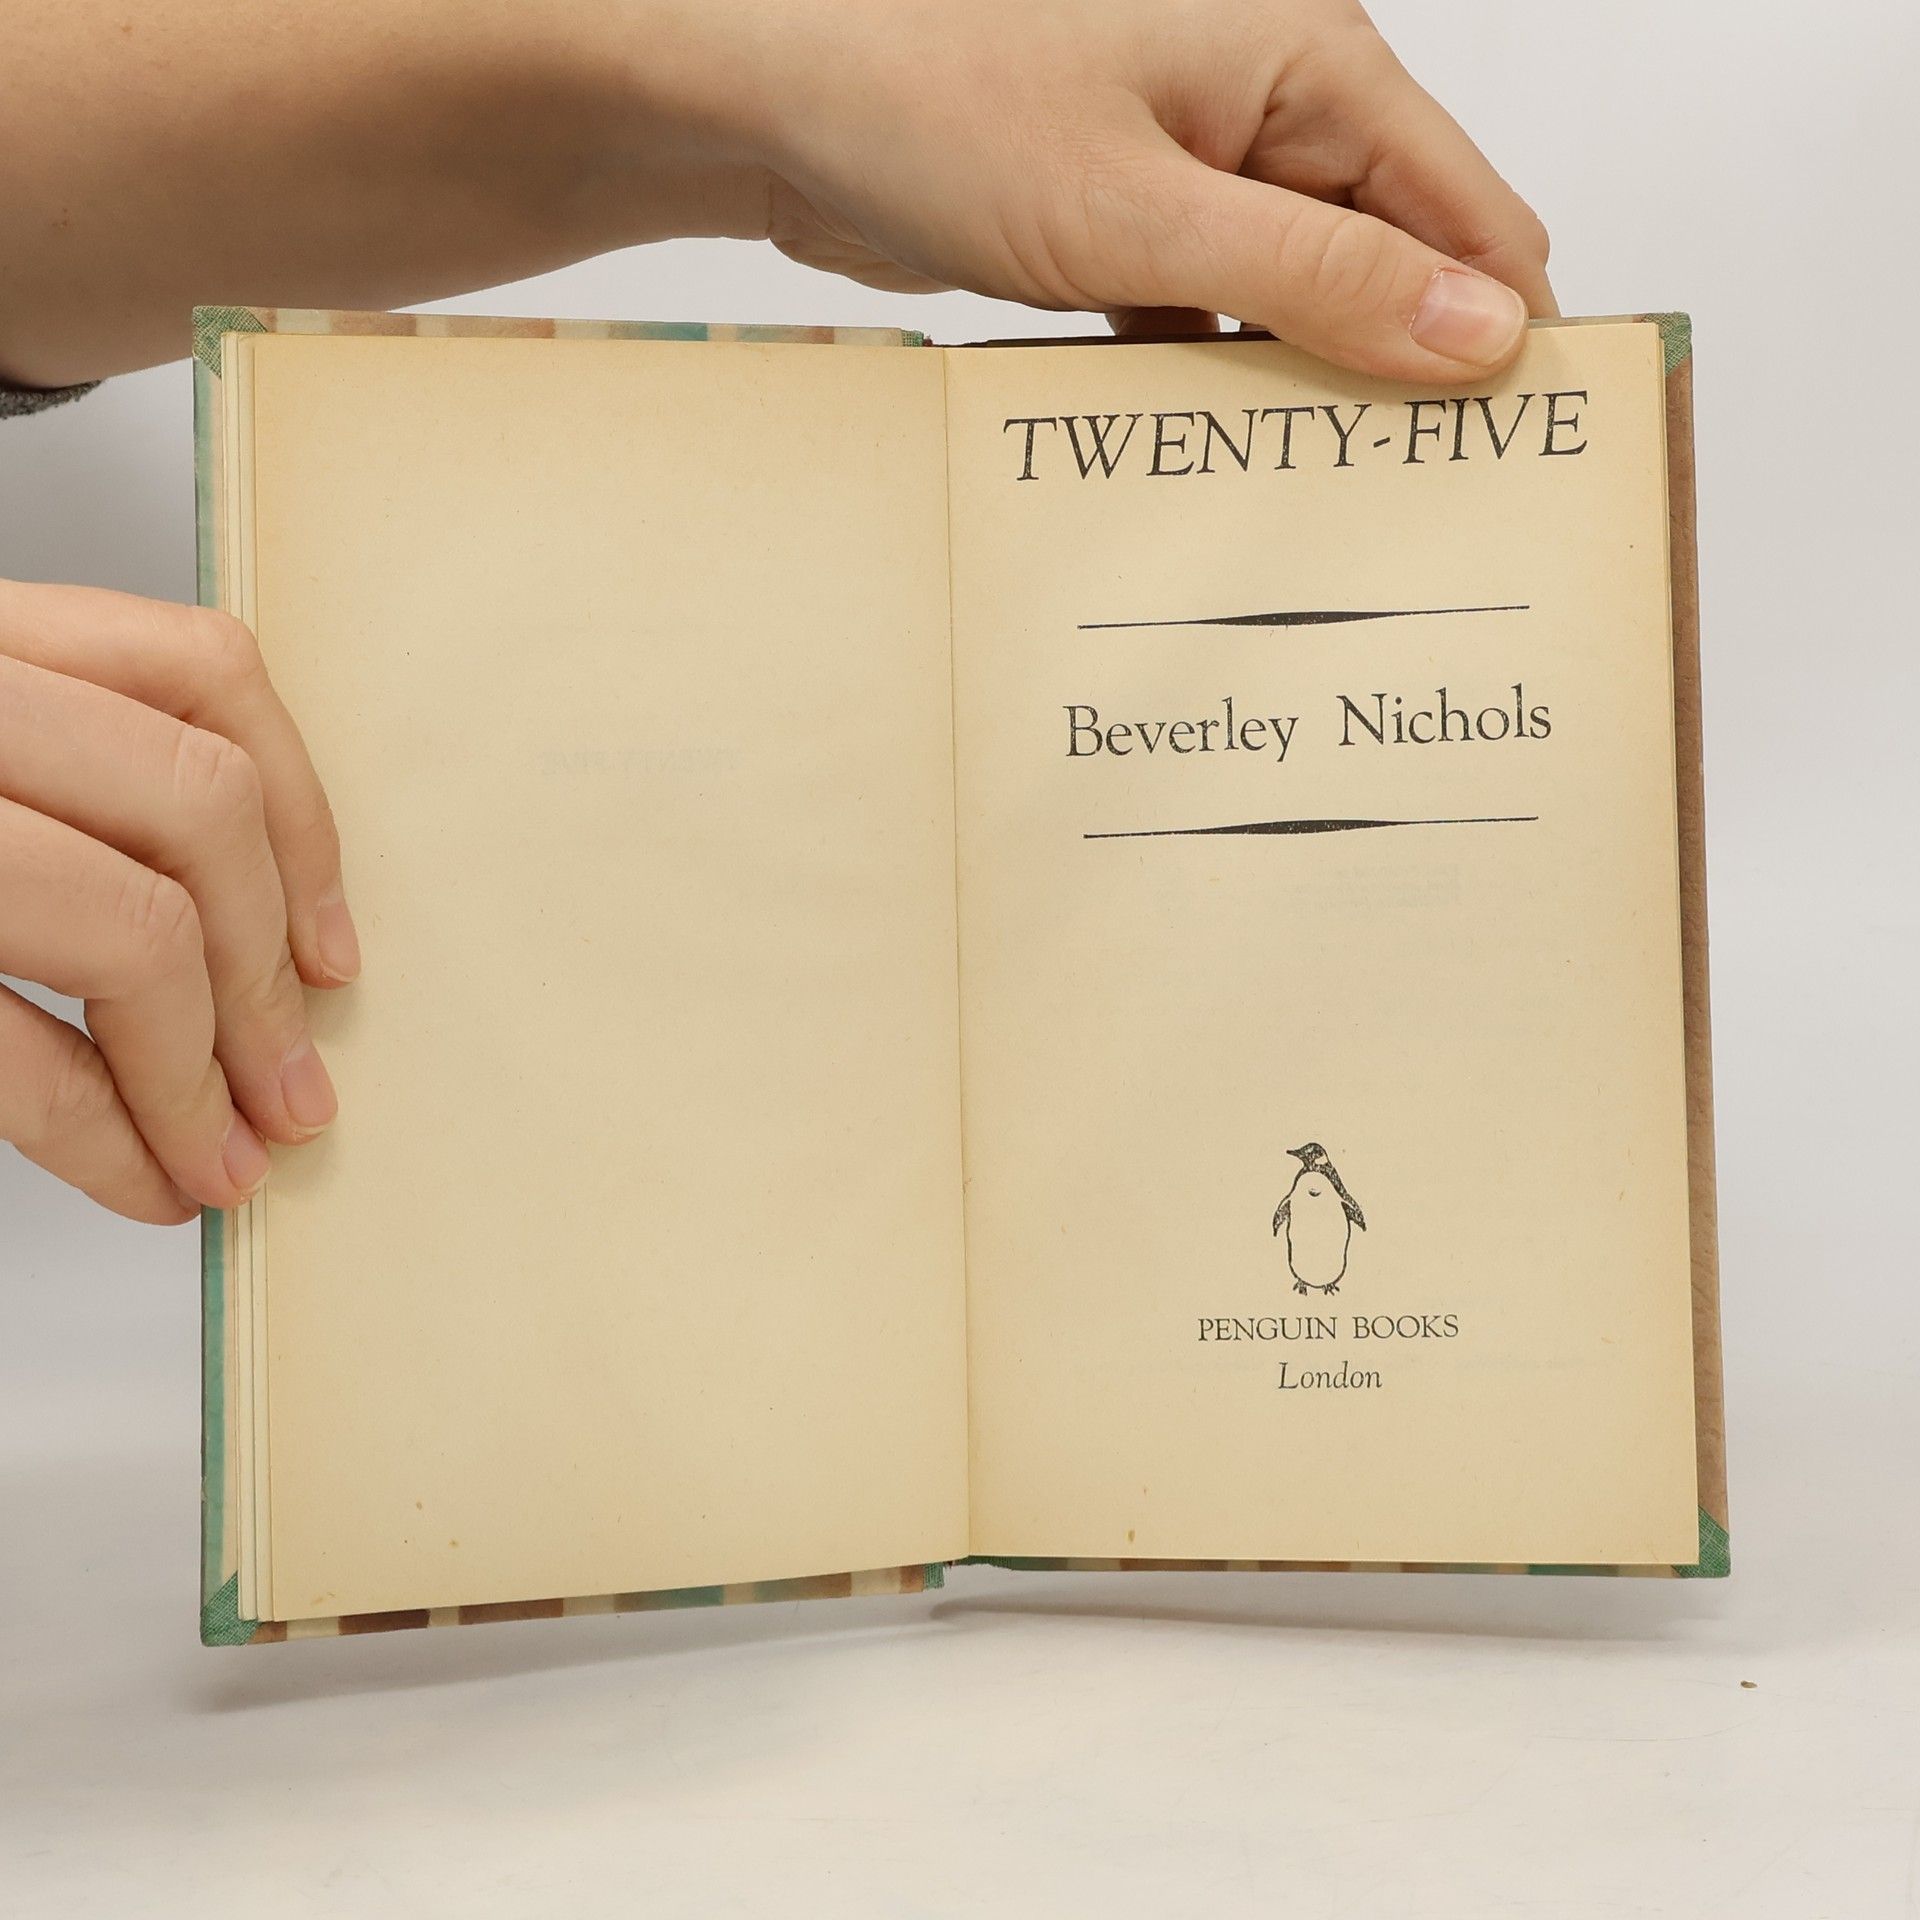 TWENTY-FIVE
Beverley Nichols
PENGUIN BOOKS
London